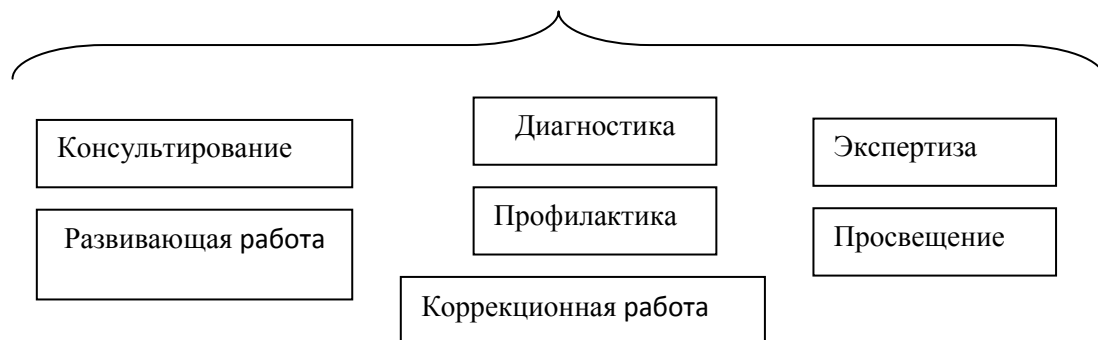 Консультирование
Диагностика
Экспертиза
Развивающая работа
Профилактика
Просвещение
Коррекционная работа